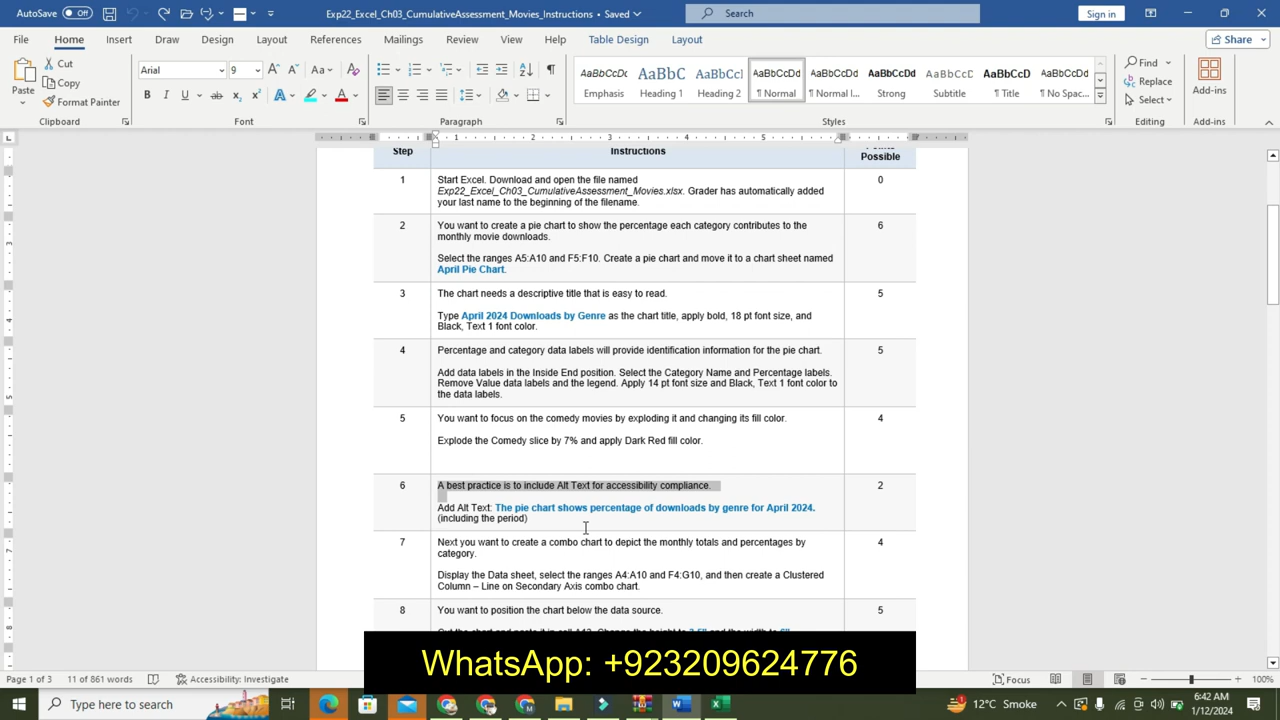 AutoSave Off
Exp22_Excel_Ch03_Cumulati
Search
Sign in
File Home Insert Draw Design Layout References Mailings Review View Help Table Design Layout
Share
Paste
Cut
Copy
Format Painter
Clipboard
Arial 9
Font
Paragraph
AaBbCcDc AaBbC AaBbCcl AaBbCcDd AaBbCcDd AaBbCcDd AaBbCcDd AaBbCcD AaBbCcDd
Emphasis Heading 1 Heading 2 ¶ Normal ¶ Normal I... Strong Subtitle ¶ Title ¶ No Spac...
Styles
Find
Replace
Select
Editing
Add-ins
Add-ins
Step Instructions Points Possible
1 Start Excel. Download and open the file named 0
Exp22_Excel_Ch03_CumulativeAssessment_Movies.xlsx. Grader has automatically added
your last name to the beginning of the filename.
2 You want to create a pie chart to show the percentage each category contributes to the 6
monthly movie downloads.
Select the ranges A5:A10 and F5:F10. Create a pie chart and move it to a chart sheet named
April Pie Chart.
3 The chart needs a descriptive title that is easy to read. 5
Type April 2024 Downloads by Genre as the chart title, apply bold, 18 pt font size, and
Black, Text 1 font color.
4 Percentage and category data labels will provide identification information for the pie chart. 5
Add data labels in the Inside End position. Select the Category Name and Percentage labels.
Remove Value data labels and the legend. Apply 14 pt font size and Black, Text 1 font color to
the data labels.
5 You want to focus on the comedy movies by exploding it and changing its fill color. 4
Explode the Comedy slice by 7% and apply Dark Red fill color.
6 A best practice is to include Alt Text for accessibility compliance. 2
Add Alt Text: The pie chart shows percentage of downloads by genre for April 2024.
(including the period)
7 Next you want to create a combo chart to depict the monthly totals and percentages by 4
category.
Display the Data sheet, select the ranges A4:A10 and F4:G10, and then create a Clustered
Column – Line on Secondary Axis combo chart.
8 You want to position the chart below the data source. 5
WhatsApp: +923209624776
Page 1 of 3 11 of 861 words Accessibility: Investigate
Focus
100%
12°C Smoke
6:42 AM
11/14/2024